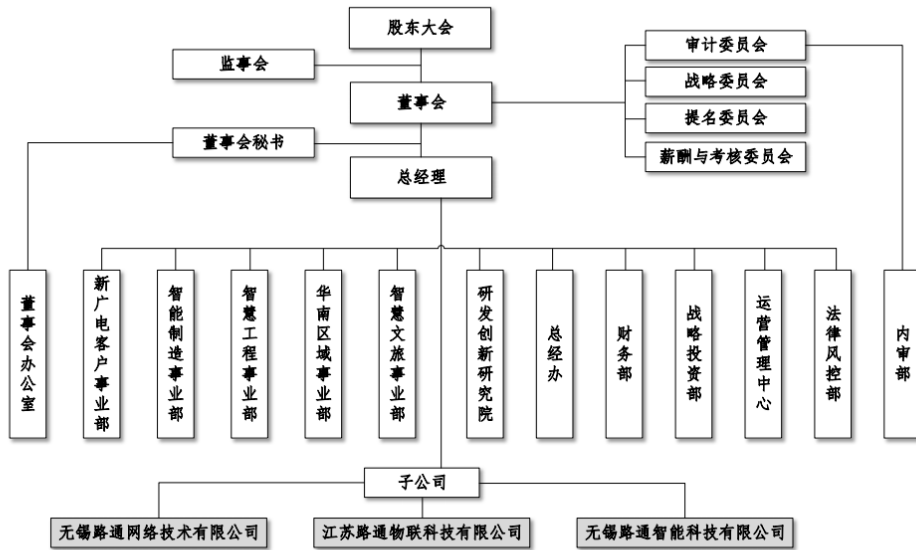 股东大会
监事会
董事会
审计委员会
战略委员会
提名委员会
薪酬与考核委员会
董事会秘书
总经理
董事会办公室
新广电客户事业部
智能制造事业部
智慧工程事业部
华南区域事业部
智慧文旅事业部
研发创新研究院
总经办
财务部
战略投资部
运营管理中心
法律风控部
内审部
子公司
无锡路通网络技术有限公司
江苏路通物联科技有限公司
无锡路通智能科技有限公司